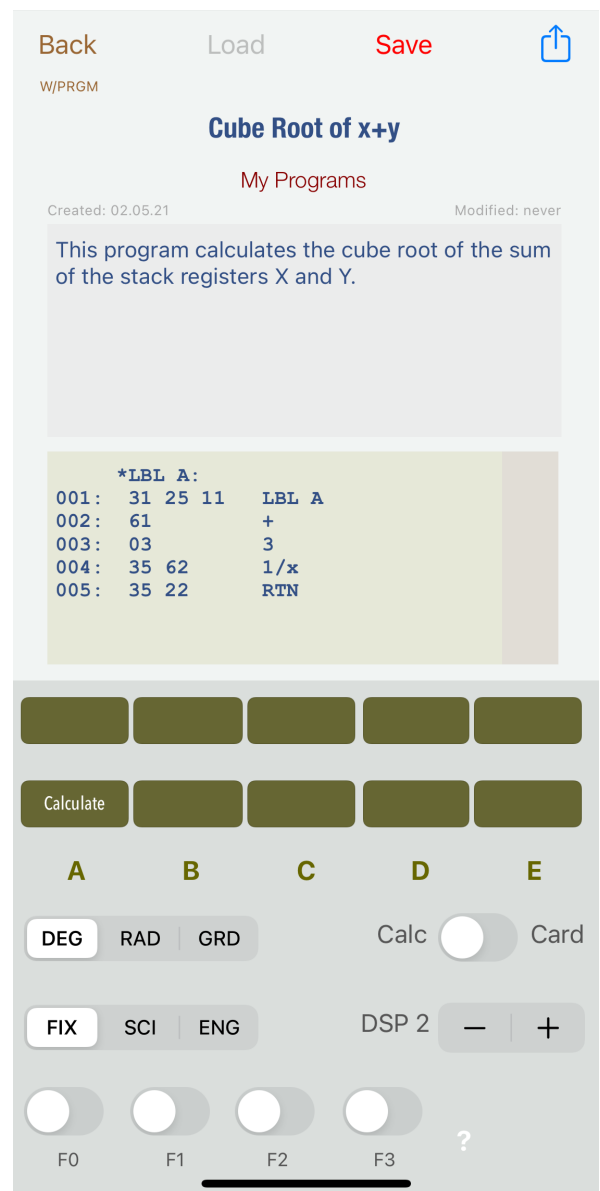 Back Load Save
W/PRGM
Cube Root of x+y
My Programs
Created: 02.05.21 Modified: never
This program calculates the cube root of the sum
of the stack registers X and Y.
*LBL A:
001: 31 25 11 LBL A
002: 61 +
003: 03 3
004: 35 62 1/x
005: 35 22 RTN
Calculate
A B C D E
DEG RAD GRD Calc Card
FIX SCI ENG DSP 2 — +
F0 F1 F2 F3 ?